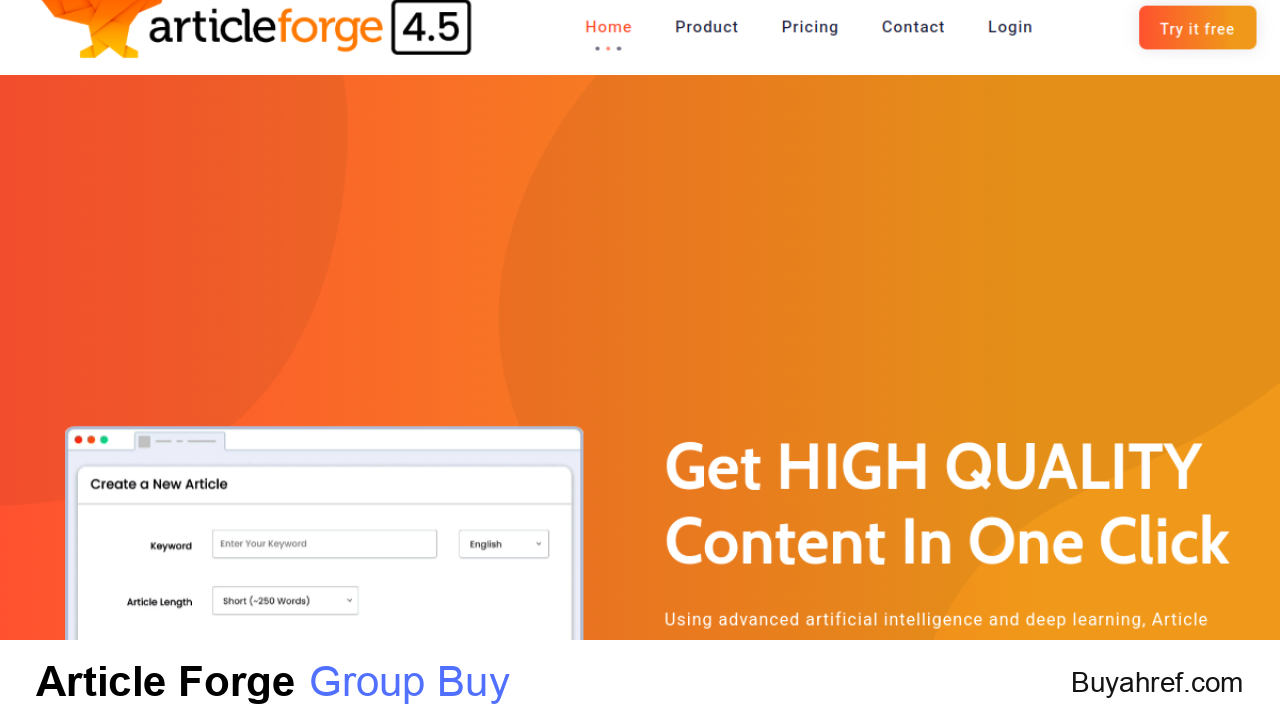 articleforge 4.5
Home Product Pricing Contact Login Try it free
Create a New Article
Keyword Enter Your Keyword English
Article Length Short (~250 Words)
Get HIGH QUALITY
Content In One Click
Using advanced artificial intelligence and deep learning, Article
Article Forge Group Buy
Buyahref.com